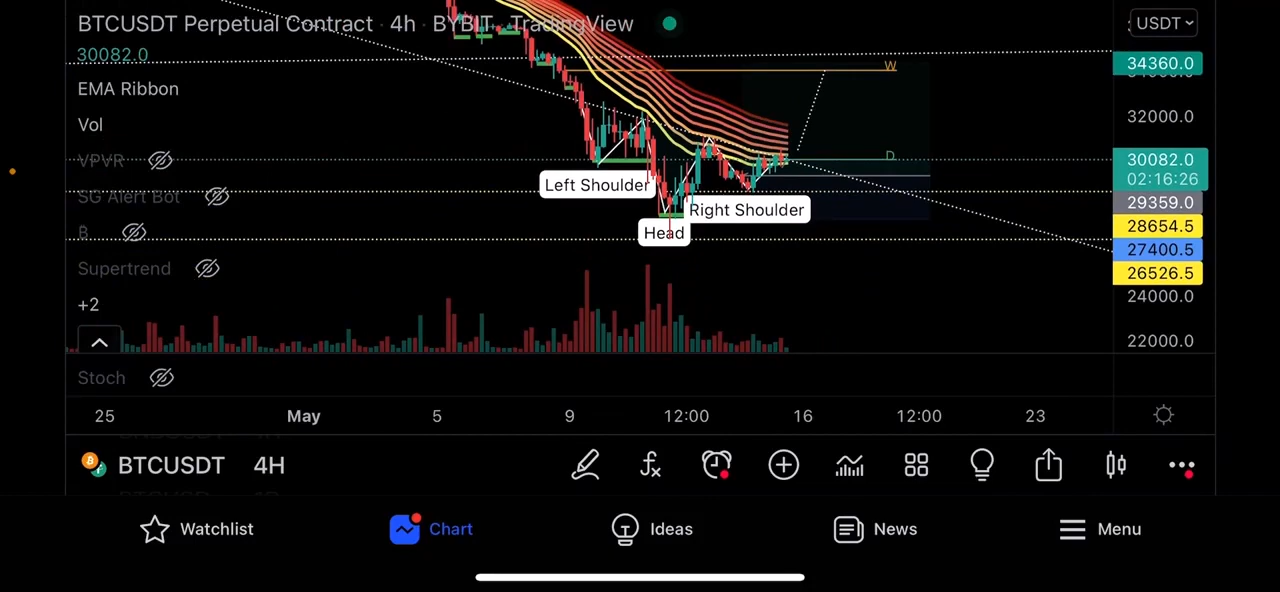 BTCUSDT Perpetual Contract · 4h · BYBIT · TradingView
USDT
30082.0
34360.0
EMA Ribbon
W
32000.0
Vol
D
30082.0
02:16:26
VPVR
Left Shoulder
29359.0
SG Alert Bot
Right Shoulder
28654.5
B
Head
27400.5
Supertrend
26526.5
24000.0
+2
22000.0
Stoch
25 May 5 9 12:00 16 12:00 23
BTCUSDT 4H
Watchlist Chart Ideas News Menu